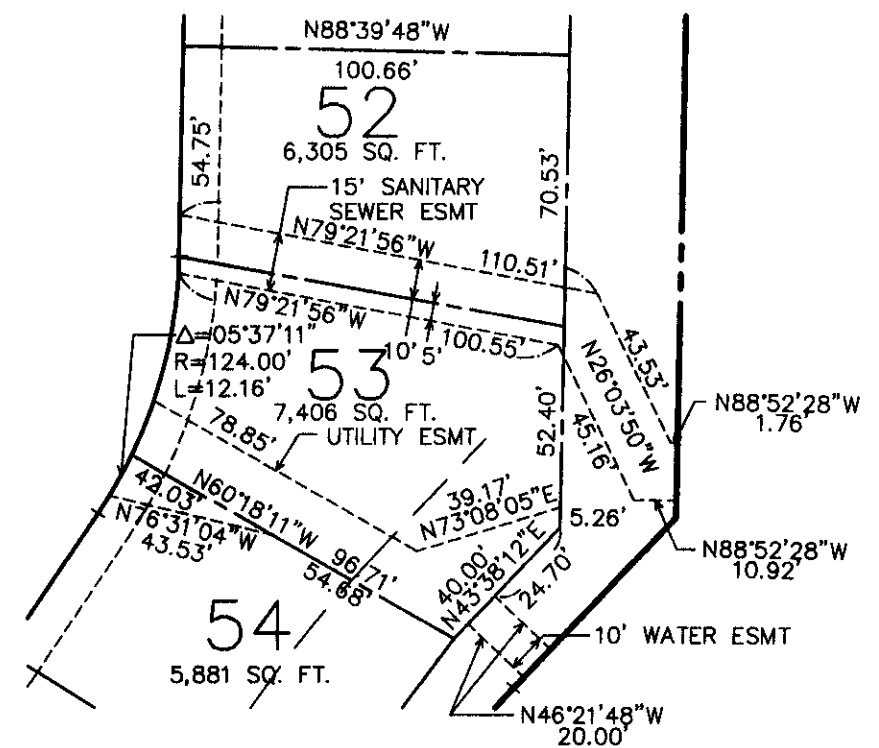 N88°39'48"W
100.66'
52
6,305 SQ. FT.
54.75'
70.53'
15' SANITARY
SEWER ESMT
N79°21'56"W
110.51'
N79°21'56"W
100.55'
10' 5'
Δ=05°37'11"
R=124.00'
L=12.16'
53
7,406 SQ. FT.
UTILITY ESMT
78.85'
52.40'
43.53'
N26°03'50"W
45.16'
N88°52'28"W
1.76'
39.17'
N73°08'05"E
5.26'
N88°52'28"W
10.92'
42.03'
N60°18'11"W
N76°31'04"W
43.53'
96.71'
54.68'
40.00'
N43°38'12"E
24.70'
54
5,881 SQ. FT.
10' WATER ESMT
N46°21'48"W
20.00'